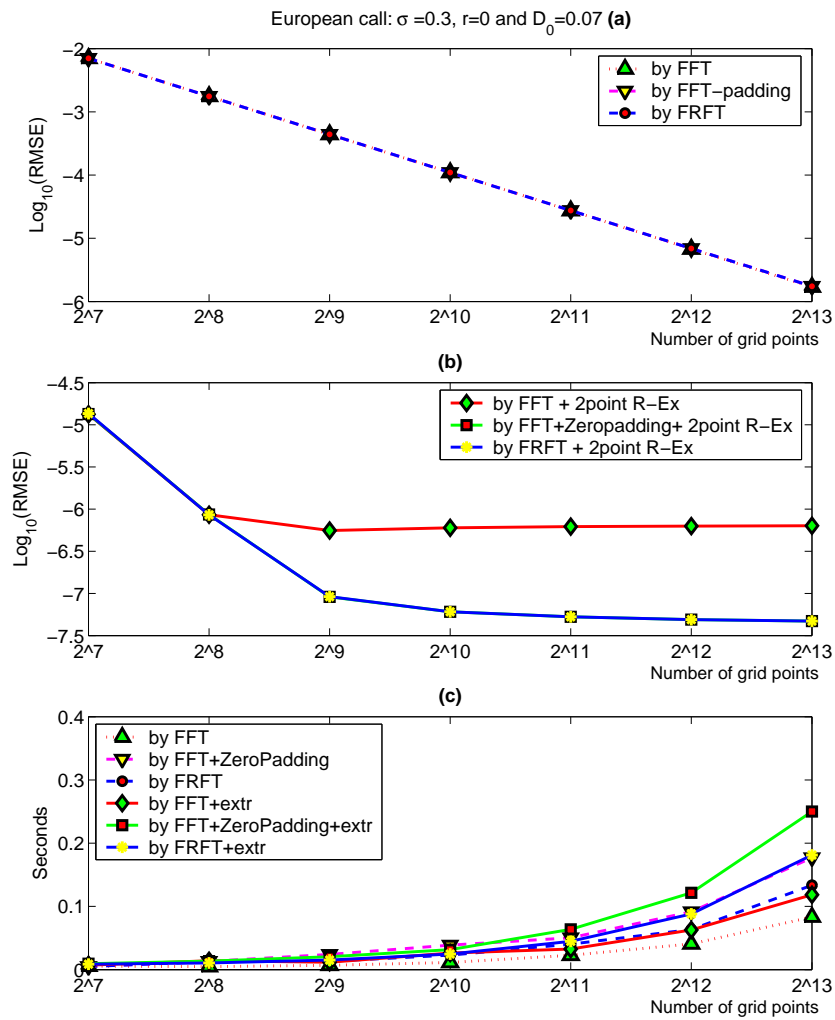 European call: σ =0.3, r=0 and D_0=0.07 (a)
Log_10(RMSE)
−2
−3
−4
−5
−6
2^7
2^8
2^9
2^10
2^11
2^12
2^13
Number of grid points
by FFT
by FFT−padding
by FRFT
(b)
Log_10(RMSE)
−4.5
−5
−5.5
−6
−6.5
−7
−7.5
2^7
2^8
2^9
2^10
2^11
2^12
2^13
Number of grid points
by FFT + 2point R−Ex
by FFT+Zeropadding+ 2point R−Ex
by FRFT + 2point R−Ex
(c)
Seconds
0.4
0.3
0.2
0.1
0
2^7
2^8
2^9
2^10
2^11
2^12
2^13
Number of grid points
by FFT
by FFT+ZeroPadding
by FRFT
by FFT+extr
by FFT+ZeroPadding+extr
by FRFT+extr